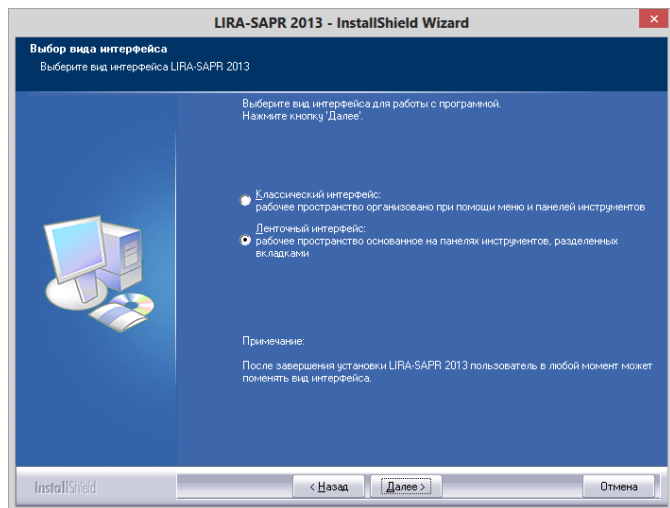 LIRA-SAPR 2013 - InstallShield Wizard
Выбор вида интерфейса
Выберите вид интерфейса LIRA-SAPR 2013
Выберите вид интерфейса для работы с программой.
Нажмите кнопку 'Далее'.
Классический интерфейс:
рабочее пространство организовано при помощи меню и панелей инструментов
Ленточный интерфейс:
рабочее пространство основанное на панелях инструментов, разделенных
вкладками
Примечание:
После завершения установки LIRA-SAPR 2013 пользователь в любой момент может
поменять вид интерфейса.
InstallShield
< Назад
Далее >
Отмена